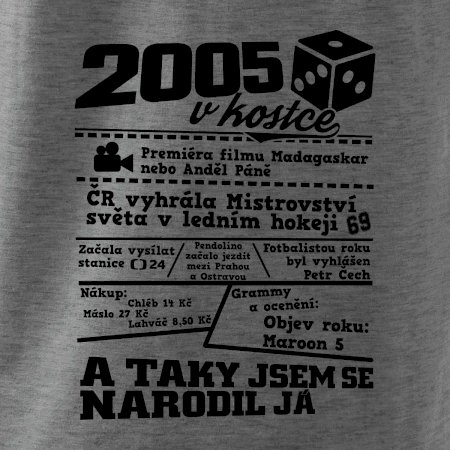 2005
v kostce
Premiéra filmu Madagaskar
nebo Anděl Páně
ČR vyhrála Mistrovství
světa v ledním hokeji 69
Začala vysílat
stanice 24
Pendolino
začalo jezdit
mezi Prahou
a Ostravou
Fotbalistou roku
byl vyhlášen
Petr Čech
Nákup:
Chléb 14 Kč
Máslo 27 Kč
Lahváč 8,50 Kč
Grammy
a ocenění:
Objev roku:
Maroon 5
A TAKY JSEM SE
NARODIL JÁ